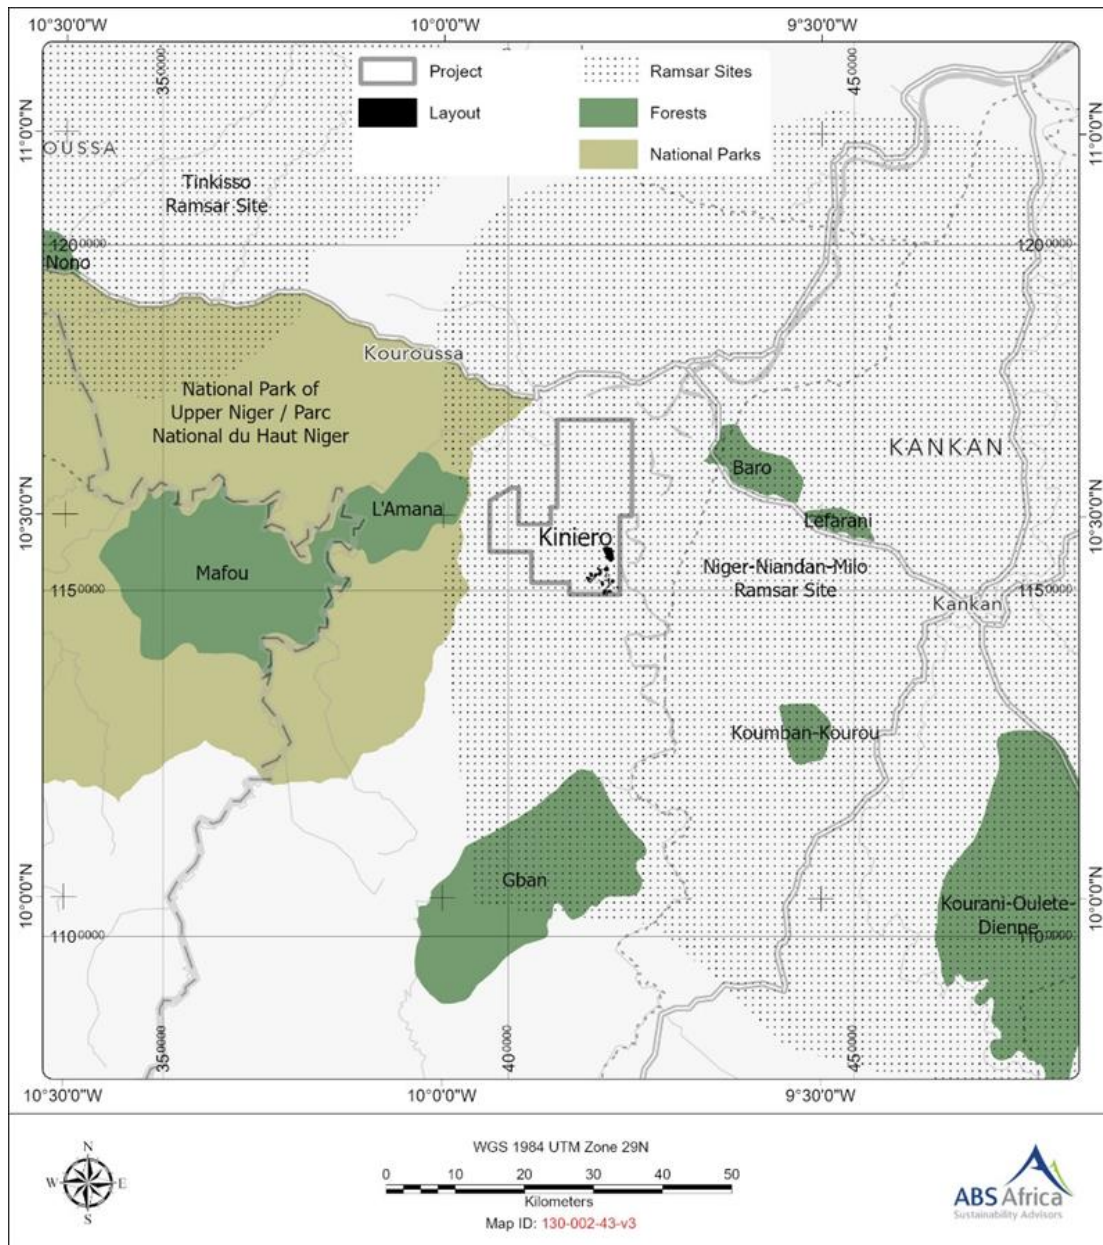 10°30'0"W
10°0'0"W
9°30'0"W
350000
450000
Project
Layout
Ramsar Sites
Forests
National Parks
11°0'0"N
11°0'0"N
OUSSA
Tinkisso
Ramsar Site
1200000
1200000
Nono
Kouroussa
National Park of
Upper Niger / Parc
National du Haut Niger
KANKAN
Baro
L'Amana
10°30'0"N
10°30'0"N
Lefarani
Kiniero
Mafou
Niger-Niandan-Milo
Ramsar Site
1150000
1150000
Kankan
Koumban-Kourou
Gban
10°0'0"N
10°0'0"N
Kourani-Oulete-
Dienne
1100000
1100000
350000
400000
450000
10°30'0"W
10°0'0"W
9°30'0"W
N
W
E
S
WGS 1984 UTM Zone 29N
0 10 20 30 40 50
Kilometers
Map ID: 130-002-43-v3
ABS Africa
Sustainability Advisors